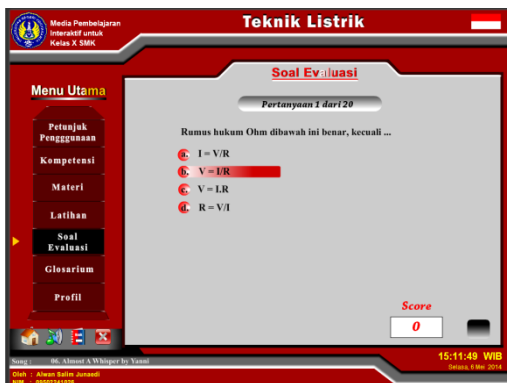 Media Pembelajaran
Interaktif untuk
Kelas X SMK
Teknik Listrik
Soal Evaluasi
Menu Utama
Pertanyaan 1 dari 20
Petunjuk
Pengggunaan
Kompetensi
Materi
Latihan
Soal
Evaluasi
Glosarium
Profil
Rumus hukum Ohm dibawah ini benar, kecuali ...
a. I = V/R
b. V = I/R
c. V = I.R
d. R = V/I
Score
0
Song : 06. Almost A Whisper by Yanni
15:11:49 WIB
Selasa, 6 Mei 2014
Oleh : Alwan Salim Junaedi
NIM :